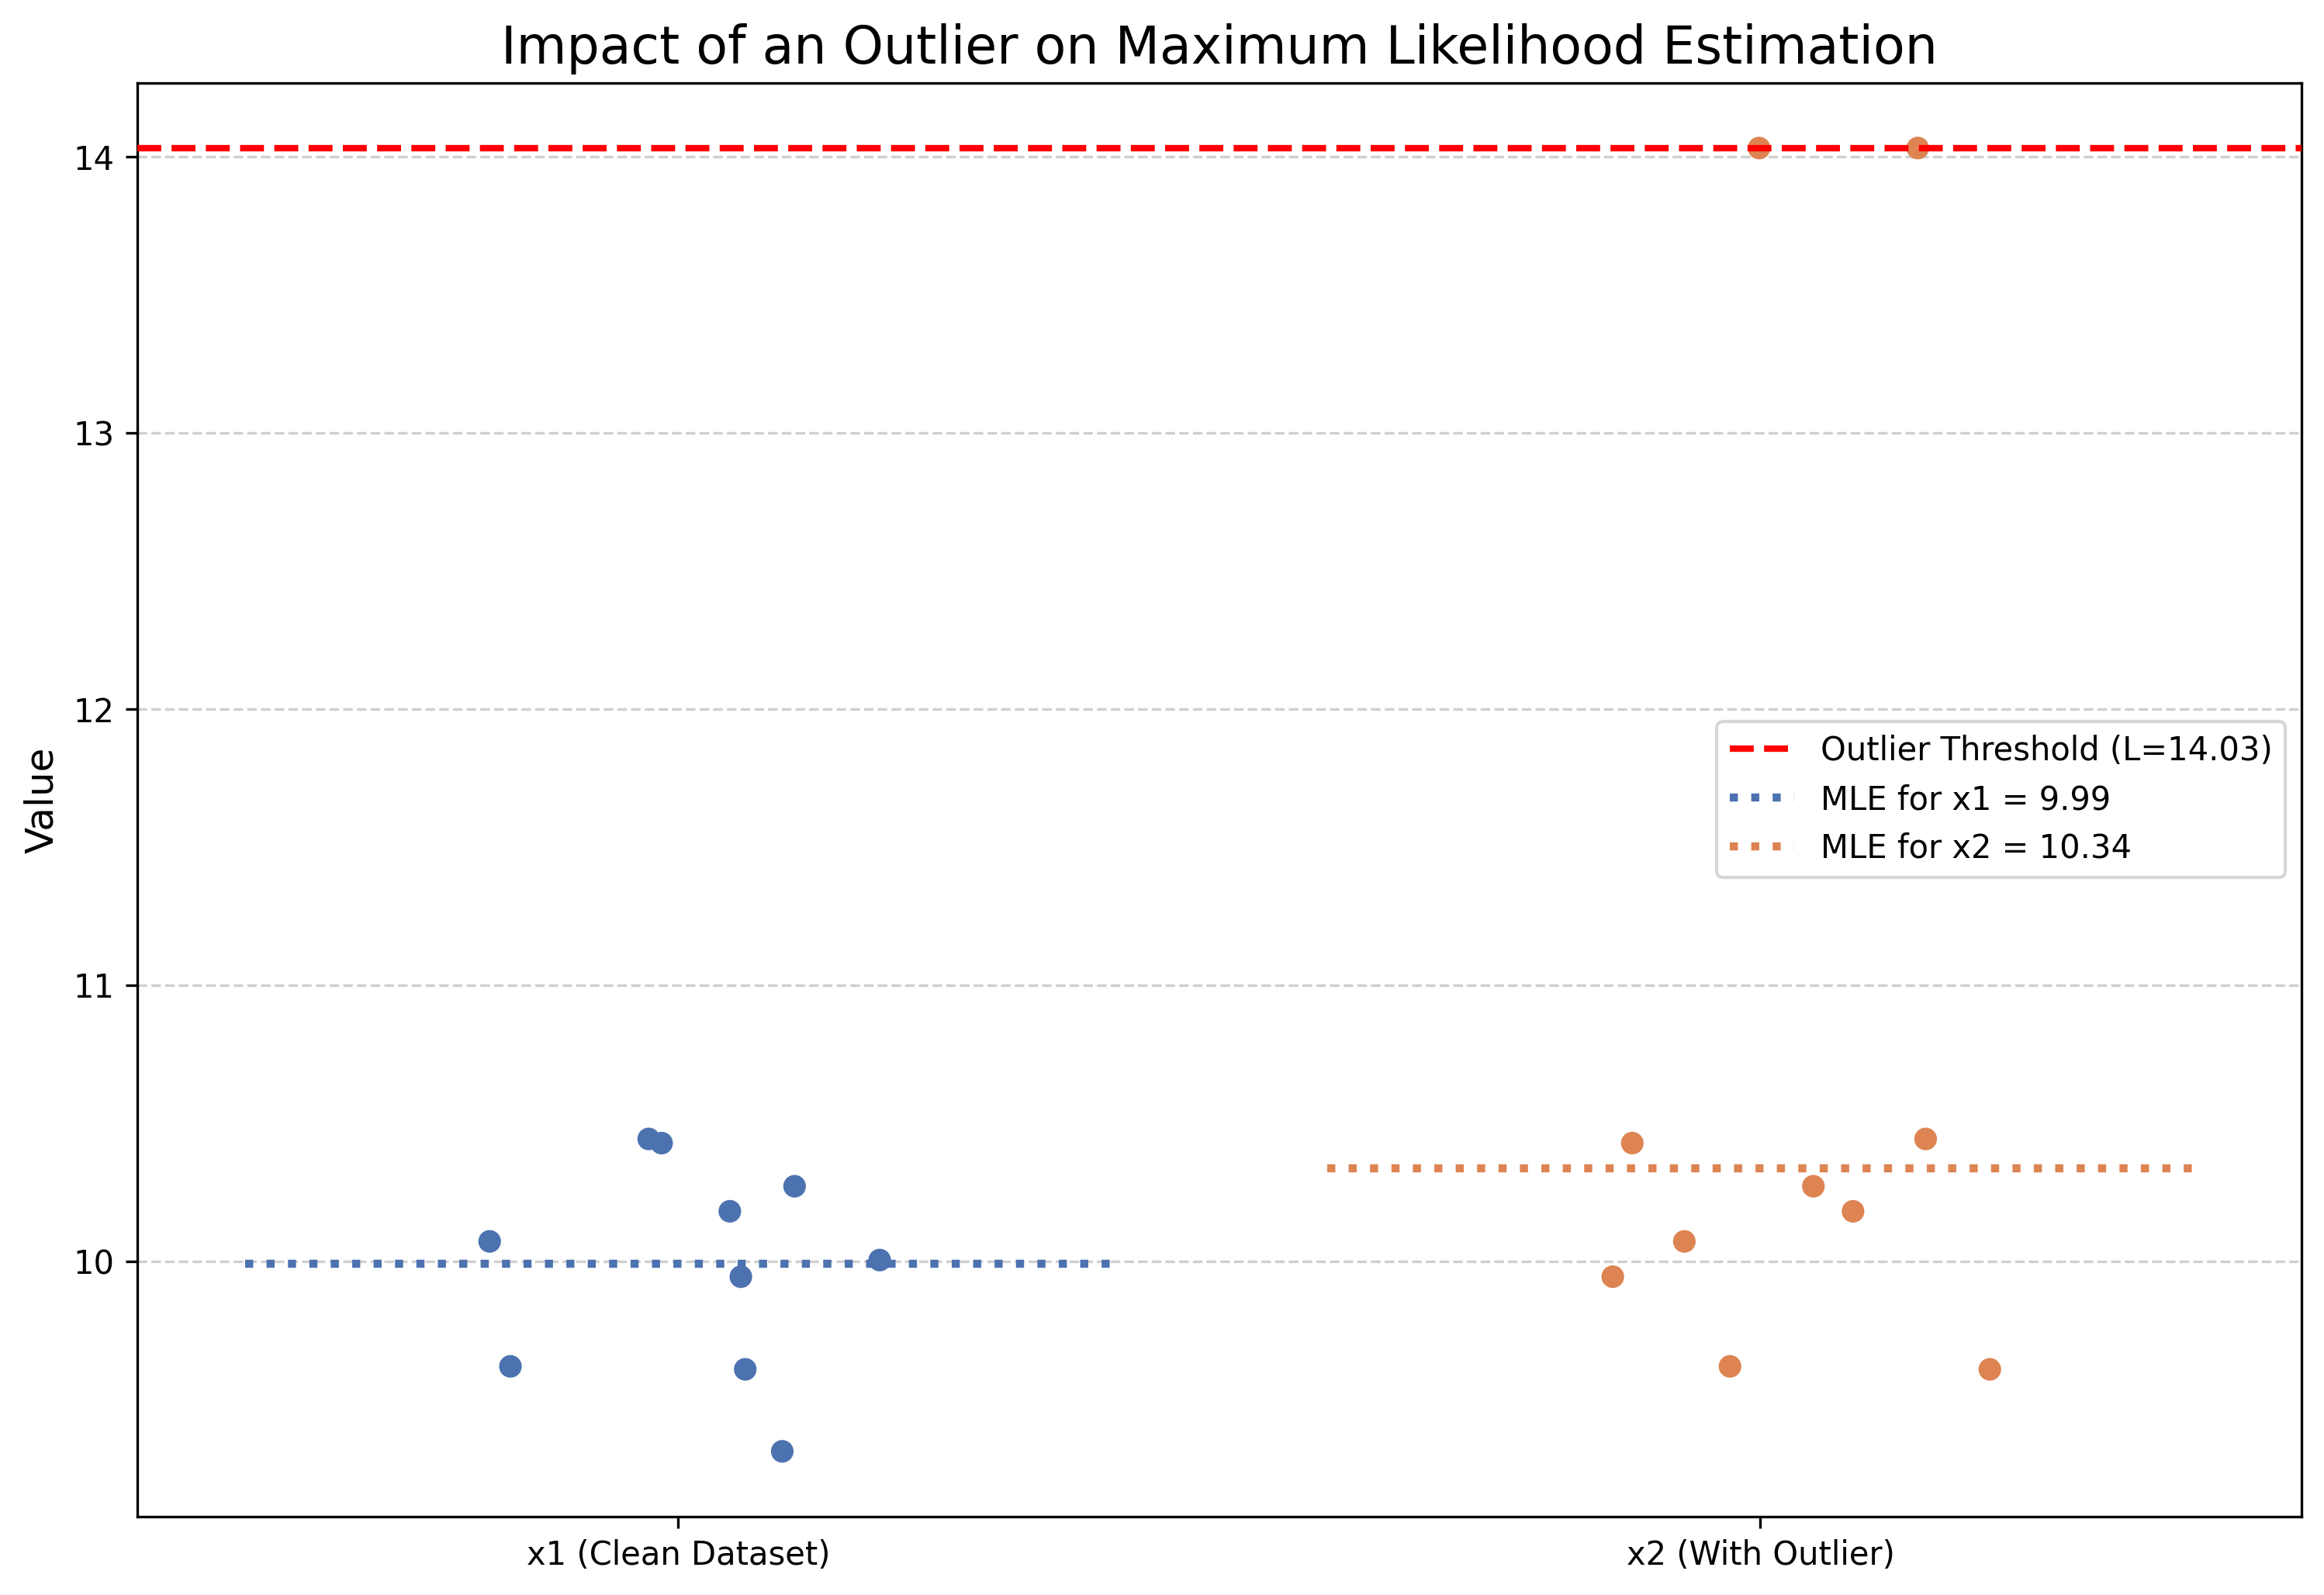 Impact of an Outlier on Maximum Likelihood Estimation
14
13
12
11
10
Value
Outlier Threshold (L=14.03)
MLE for x1 = 9.99
MLE for x2 = 10.34
x1 (Clean Dataset)
x2 (With Outlier)